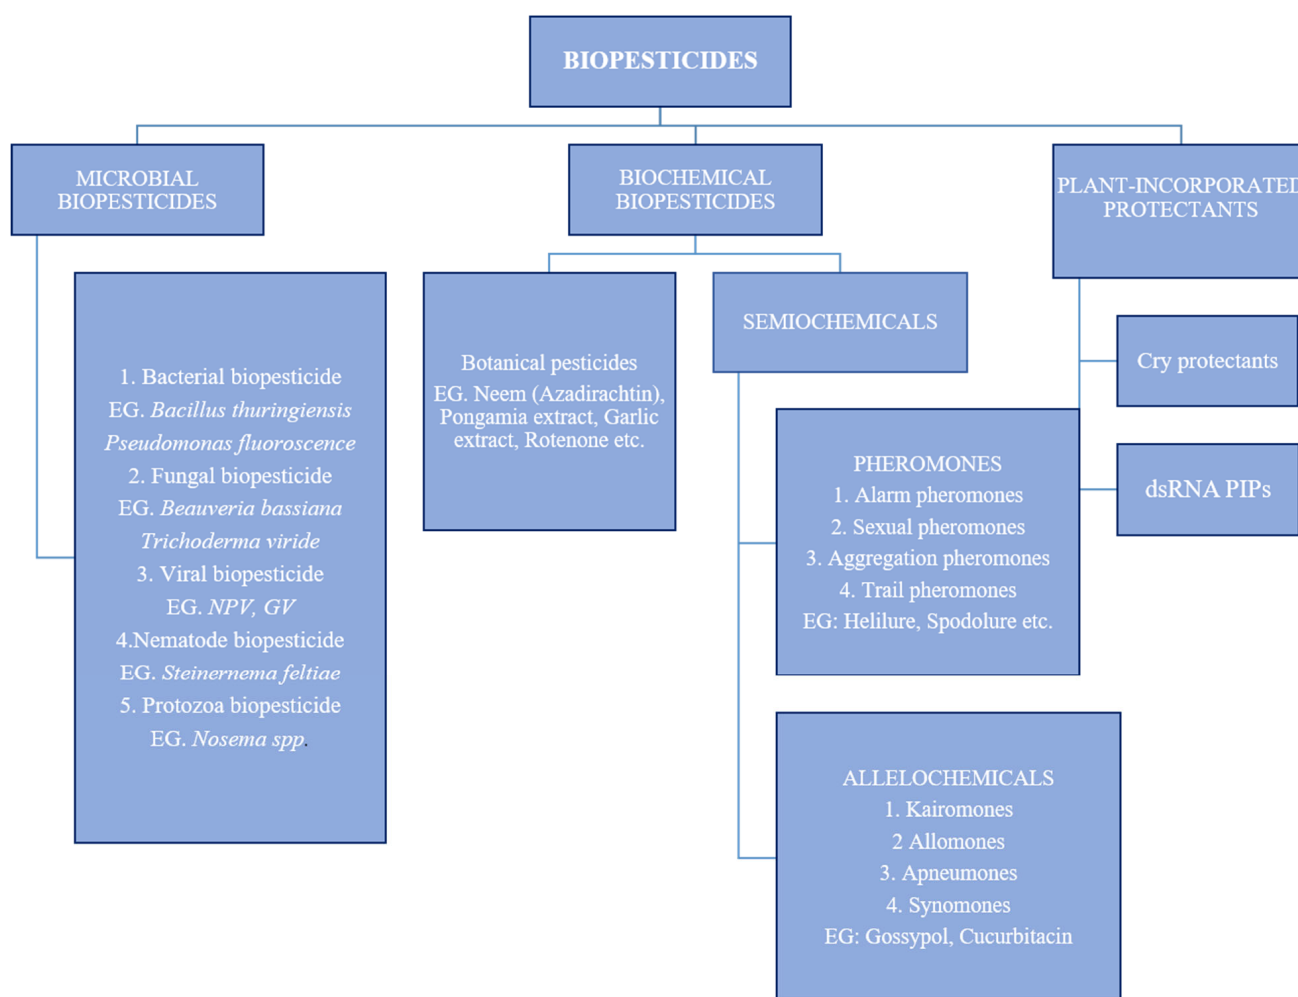 BIOPESTICIDES
MICROBIAL
BIOPESTICIDES
1. Bacterial biopesticide
EG. Bacillus thuringiensis
Pseudomonas fluoroscence
2. Fungal biopesticide
EG. Beauveria bassiana
Trichoderma viride
3. Viral biopesticide
EG. NPV, GV
4.Nematode biopesticide
EG. Steinernema feltiae
5. Protozoa biopesticide
EG. Nosema spp.
BIOCHEMICAL
BIOPESTICIDES
Botanical pesticides
EG. Neem (Azadirachtin),
Pongamia extract, Garlic
extract, Rotenone etc.
SEMIOCHEMICALS
PHEROMONES
1. Alarm pheromones
2. Sexual pheromones
3. Aggregation pheromones
4. Trail pheromones
EG: Helilure, Spodolure etc.
ALLELOCHEMICALS
1. Kairomones
2 Allomones
3. Apneumones
4. Synomones
EG: Gossypol, Cucurbitacin
PLANT-INCORPORATED
PROTECTANTS
Cry protectants
dsRNA PIPs